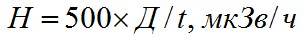 H = 500× Д / t, мкЗв/ч